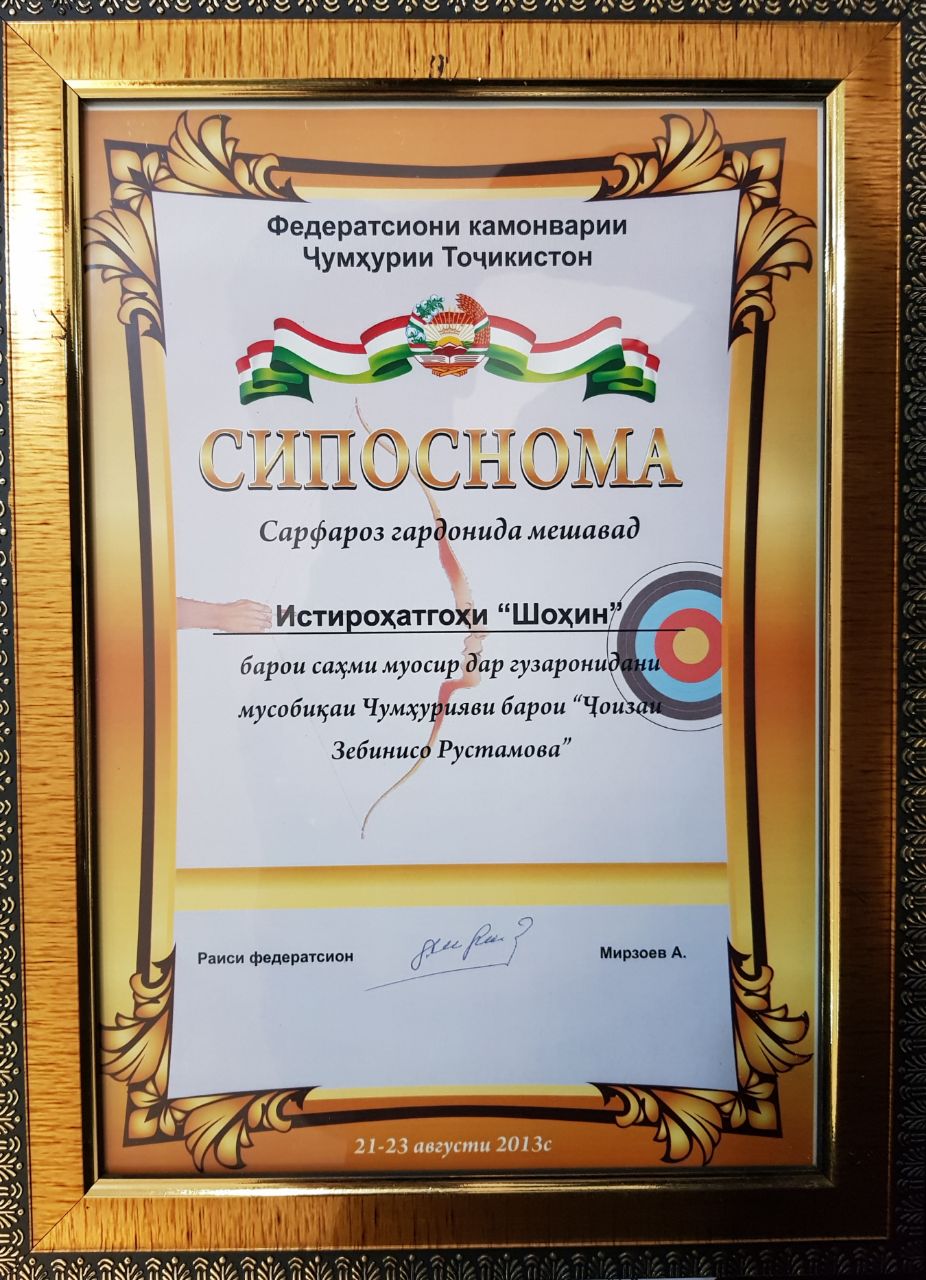 Федератсиони камонварии
Ҷумҳурии Тоҷикистон
СИПОСНОМА
Сарфароз гардонида мешавад
Истироҳатгоҳи “Шоҳин”
барои саҳми муосир дар гузаронидани
мусобиқаи Чумҳурияви барои “Ҷоизаи
Зебинисо Рустамова”
Раиси федератсион
Мирзоев А.
21-23 августи 2013с